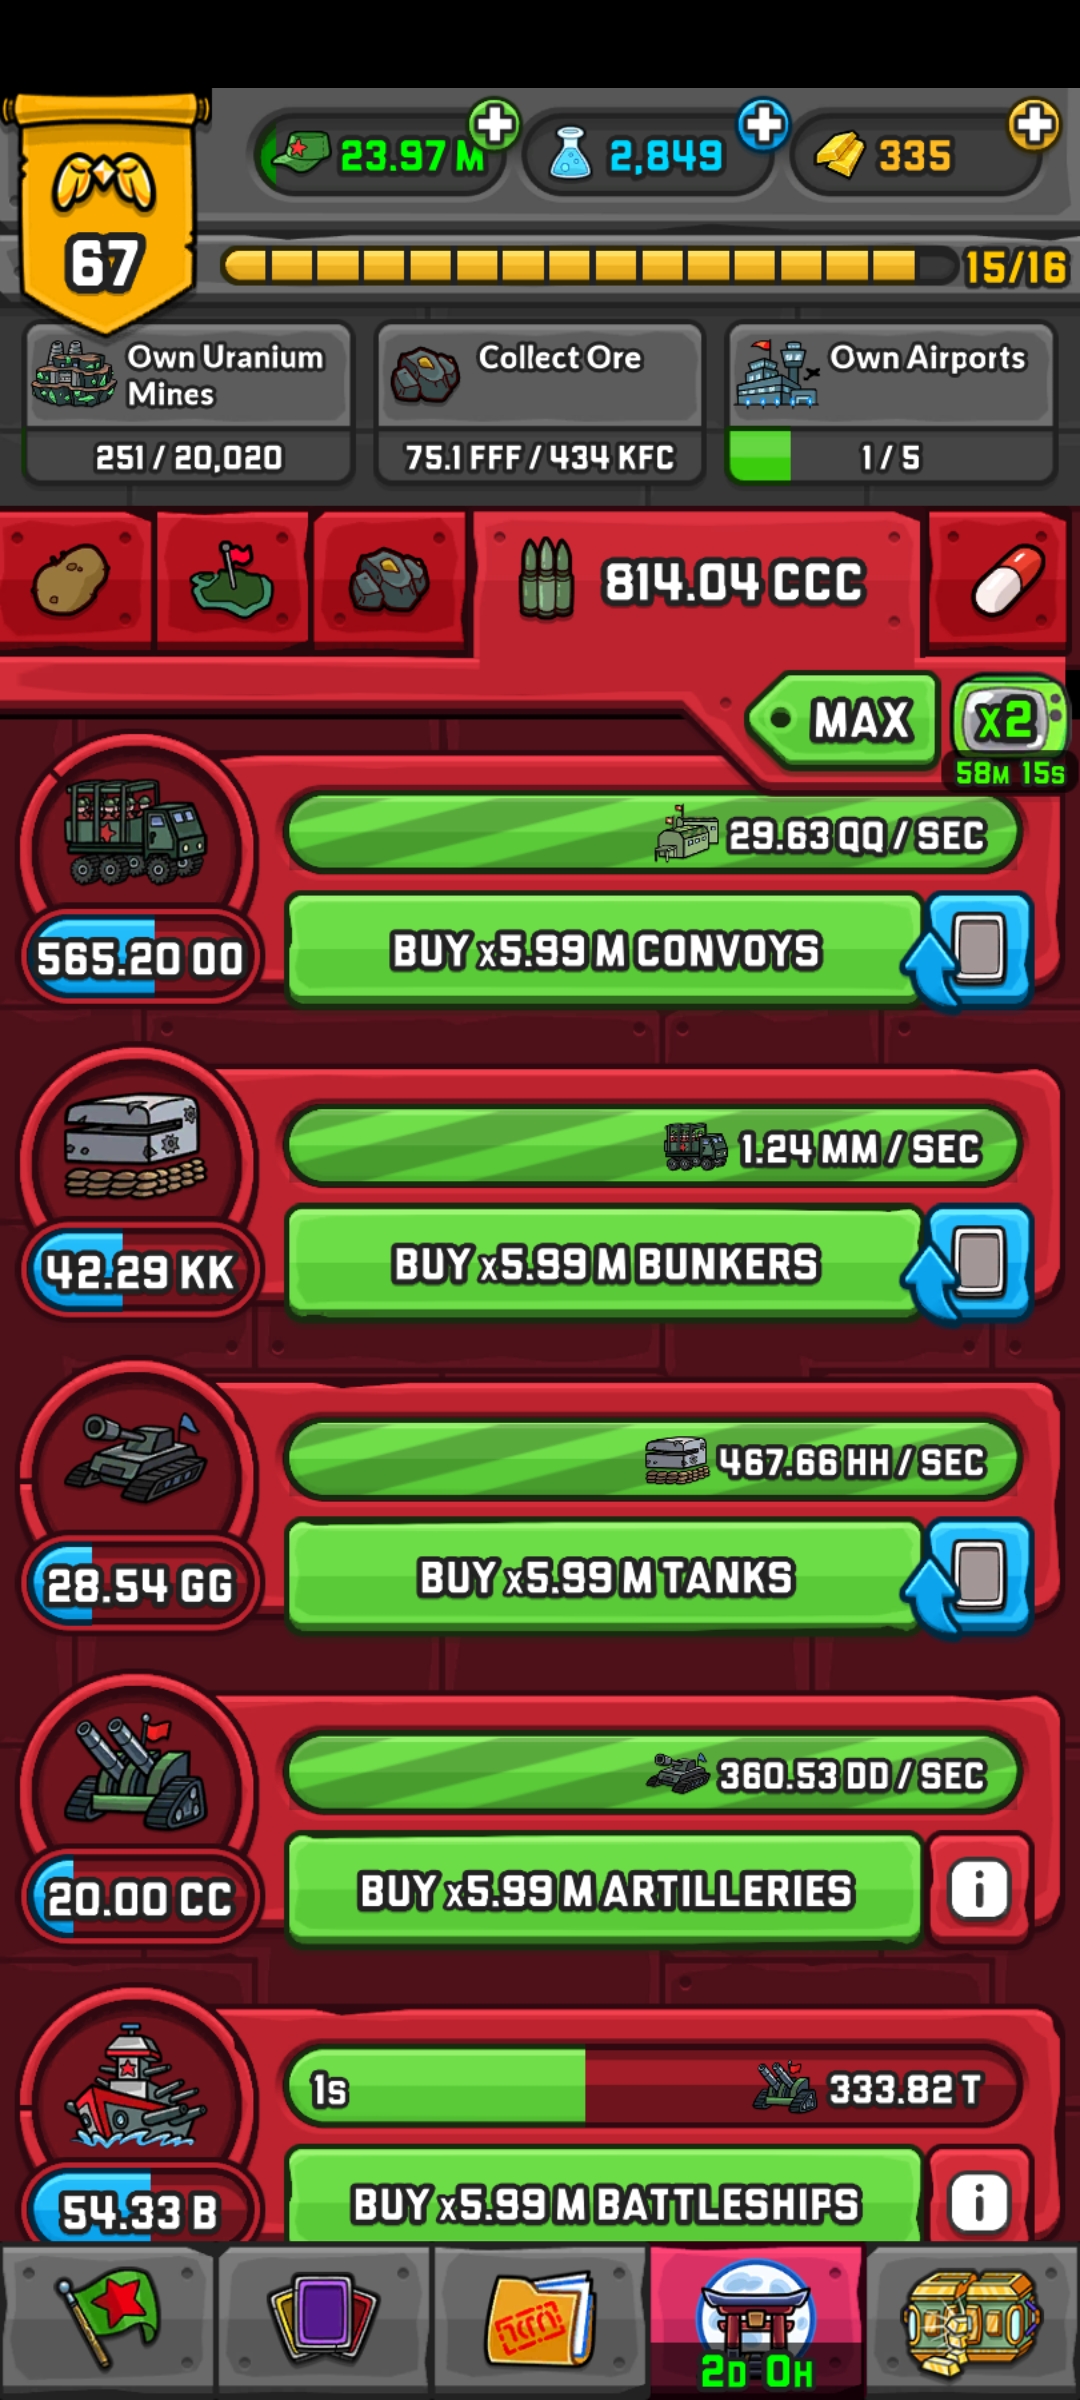 23.97 M
2,849
335
67
15/16
Own Uranium
Mines
251 / 20,020
Collect Ore
75.1 FFF / 434 KFC
Own Airports
1 / 5
814.04 CCC
MAX
x2
58M 15S
29.63 QQ / SEC
565.20 OO
BUY x5.99 M CONVOYS
1.24 MM / SEC
42.29 KK
BUY x5.99 M BUNKERS
467.66 HH / SEC
28.54 GG
BUY x5.99 M TANKS
360.53 DD / SEC
20.00 CC
BUY x5.99 M ARTILLERIES
i
1s
333.82 T
54.33 B
BUY x5.99 M BATTLESHIPS
i
2D 0H